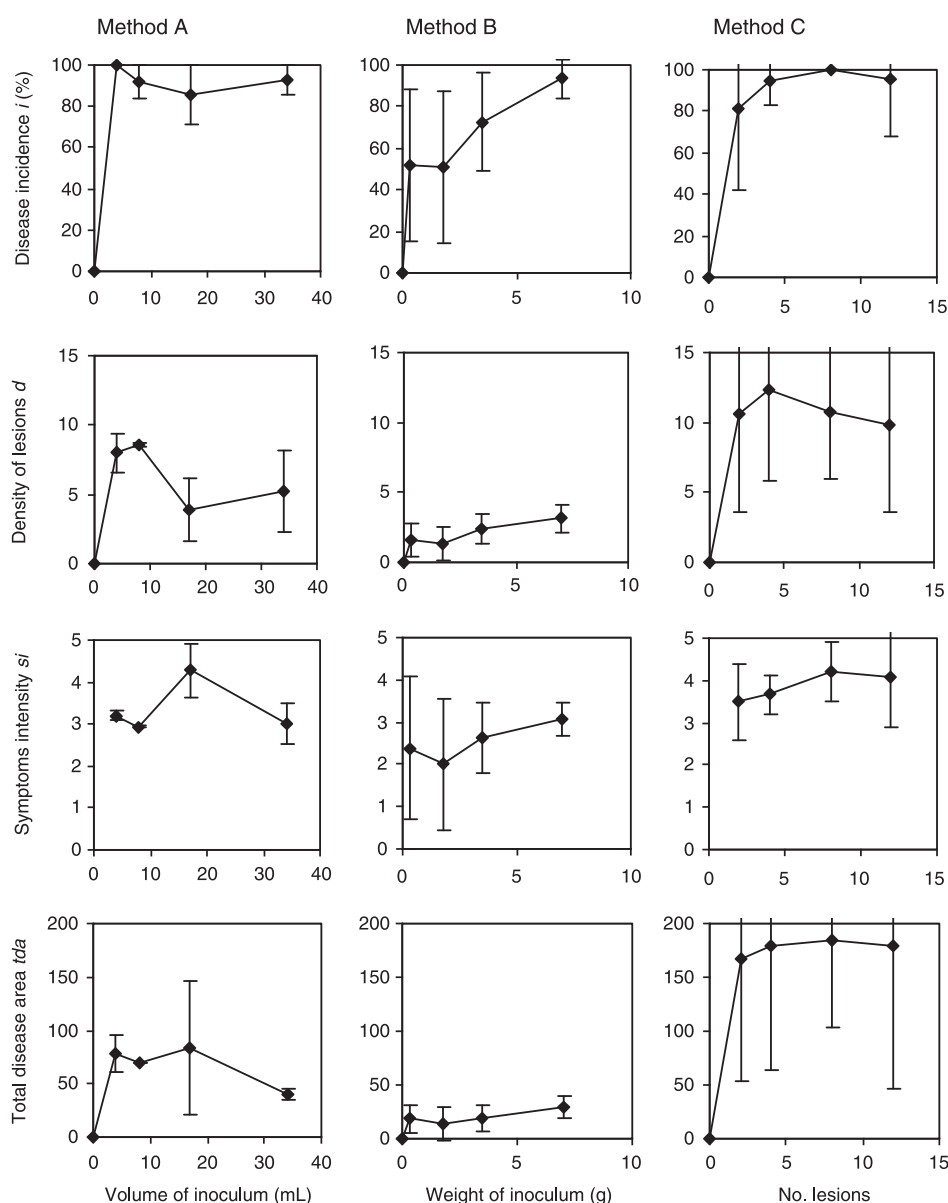 Method A
Method B
Method C
Disease incidence i (%)
100
80
60
40
20
0
0 10 20 30 40
100
80
60
40
20
0
0 5 10
100
80
60
40
20
0
0 5 10 15
Density of lesions d
15
10
5
0
0 10 20 30 40
15
10
5
0
0 5 10
15
10
5
0
0 5 10 15
Symptoms intensity si
5
4
3
2
1
0
0 10 20 30 40
5
4
3
2
1
0
0 5 10
5
4
3
2
1
0
0 5 10 15
Total disease area tda
200
150
100
50
0
0 10 20 30 40
Volume of inoculum (mL)
200
150
100
50
0
0 5 10
Weight of inoculum (g)
200
150
100
50
0
0 5 10 15
No. lesions